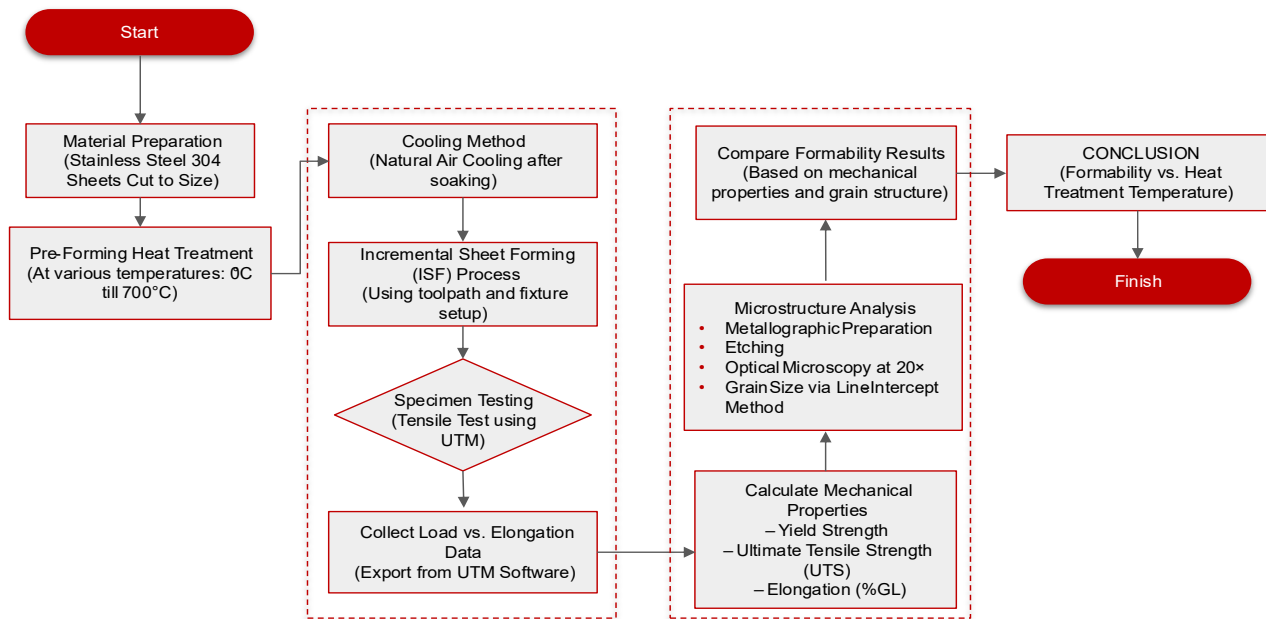 Start
Material Preparation
(Stainless Steel 304
Sheets Cut to Size)
Pre-Forming Heat Treatment
(At various temperatures: 0°C
till 700°C)
Cooling Method
(Natural Air Cooling after
soaking)
Incremental Sheet Forming
(ISF) Process
(Using toolpath and fixture
setup)
Specimen Testing
(Tensile Test using
UTM)
Collect Load vs. Elongation
Data
(Export from UTM Software)
Calculate Mechanical
Properties
– Yield Strength
– Ultimate Tensile Strength
(UTS)
– Elongation (%GL)
Microstructure Analysis
• Metallographic Preparation
• Etching
• Optical Microscopy at 20×
• Grain Size via Line Intercept
Method
Compare Formability Results
(Based on mechanical
properties and grain structure)
CONCLUSION
(Formability vs. Heat
Treatment Temperature)
Finish